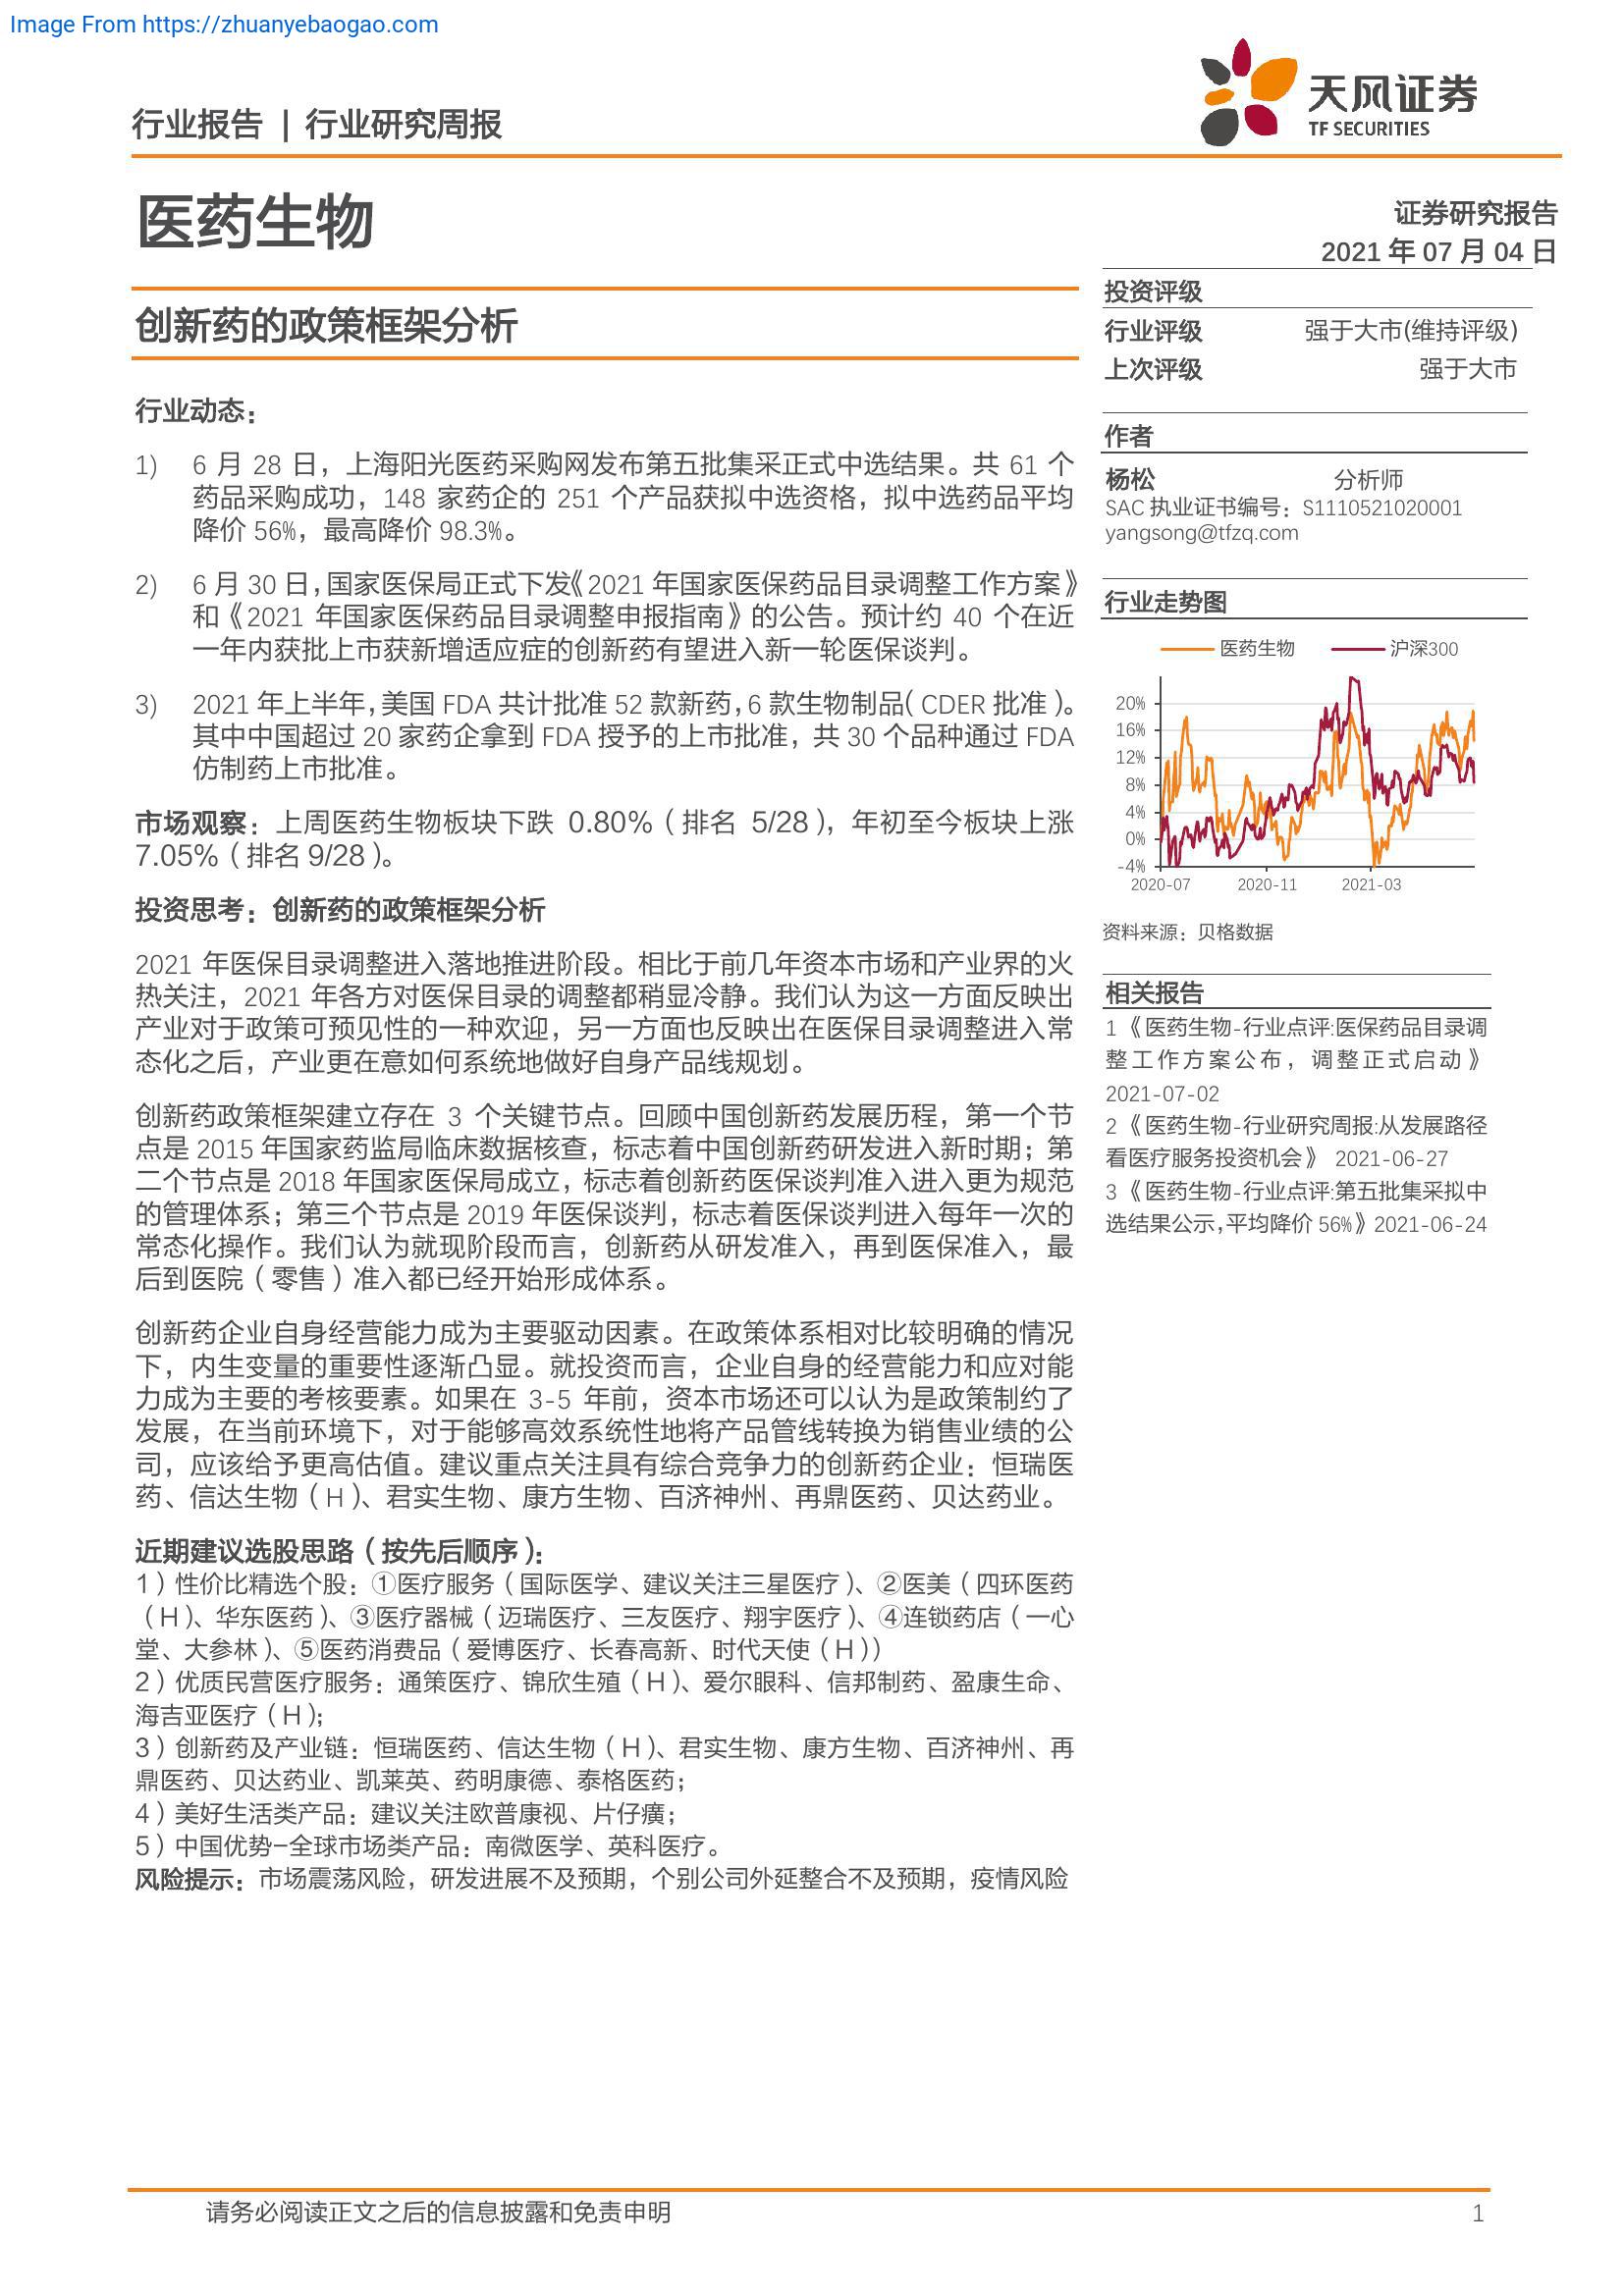 Image From https://zhuanyebaogao.com
行业报告 | 行业研究周报
天风证券
TF SECURITIES
医药生物
证券研究报告
2021 年 07 月 04 日
创新药的政策框架分析
行业动态：
1) 6 月 28 日，上海阳光医药采购网发布第五批集采正式中选结果。共 61 个
药品采购成功，148 家药企的 251 个产品获拟中选资格，拟中选药品平均
降价 56%，最高降价 98.3%。
2) 6 月 30 日，国家医保局正式下发《2021 年国家医保药品目录调整工作方案》
和《2021 年国家医保药品目录调整申报指南》的公告。预计约 40 个在近
一年内获批上市获新增适应症的创新药有望进入新一轮医保谈判。
3) 2021 年上半年，美国 FDA 共计批准 52 款新药，6 款生物制品（CDER 批准）。
其中中国超过 20 家药企拿到 FDA 授予的上市批准，共 30 个品种通过 FDA
仿制药上市批准。
市场观察：上周医药生物板块下跌 0.80%（排名 5/28），年初至今板块上涨
7.05%（排名 9/28）。
投资思考：创新药的政策框架分析
2021 年医保目录调整进入落地推进阶段。相比于前几年资本市场和产业界的火
热关注，2021 年各方对医保目录的调整都稍显冷静。我们认为这一方面反映出
产业对于政策可预见性的一种欢迎，另一方面也反映出在医保目录调整进入常
态化之后，产业更在意如何系统地做好自身产品线规划。
创新药政策框架建立存在 3 个关键节点。回顾中国创新药发展历程，第一个节
点是 2015 年国家药监局临床数据核查，标志着中国创新药研发进入新时期；第
二个节点是 2018 年国家医保局成立，标志着创新药医保谈判准入进入更为规范
的管理体系；第三个节点是 2019 年医保谈判，标志着医保谈判进入每年一次的
常态化操作。我们认为就现阶段而言，创新药从研发准入，再到医保准入，最
后到医院（零售）准入都已经开始形成体系。
创新药企业自身经营能力成为主要驱动因素。在政策体系相对比较明确的情况
下，内生变量的重要性逐渐凸显。就投资而言，企业自身的经营能力和应对能
力成为主要的考核要素。如果在 3-5 年前，资本市场还可以认为是政策制约了
发展，在当前环境下，对于能够高效系统性地将产品管线转换为销售业绩的公
司，应该给予更高估值。建议重点关注具有综合竞争力的创新药企业：恒瑞医
药、信达生物（H）、君实生物、康方生物、百济神州、再鼎医药、贝达药业。
近期建议选股思路（按先后顺序）：
1）性价比精选个股：①医疗服务（国际医学、建议关注三星医疗）、②医美（四环医药
（H）、华东医药）、③医疗器械（迈瑞医疗、三友医疗、翔宇医疗）、④连锁药店（一心
堂、大参林）、⑤医药消费品（爱博医疗、长春高新、时代天使（H））
2）优质民营医疗服务：通策医疗、锦欣生殖（H）、爱尔眼科、信邦制药、盈康生命、
海吉亚医疗（H）；
3）创新药及产业链：恒瑞医药、信达生物（H）、君实生物、康方生物、百济神州、再
鼎医药、贝达药业、凯莱英、药明康德、泰格医药；
4）美好生活类产品：建议关注欧普康视、片仔癀；
5）中国优势-全球市场类产品：南微医学、英科医疗。
风险提示：市场震荡风险，研发进展不及预期，个别公司外延整合不及预期，疫情风险
投资评级
行业评级 强于大市(维持评级)
上次评级 强于大市
作者
杨松 分析师
SAC 执业证书编号：S1110521020001
yangsong@tfzq.com
行业走势图
医药生物 沪深300
20%
16%
12%
8%
4%
0%
-4%
2020-07 2020-11 2021-03
资料来源：贝格数据
相关报告
1 《医药生物-行业点评:医保药品目录调
整工作方案公布，调整正式启动》
2021-07-02
2 《医药生物-行业研究周报:从发展路径
看医疗服务投资机会》 2021-06-27
3 《医药生物-行业点评:第五批集采拟中
选结果公示,平均降价 56%》 2021-06-24
请务必阅读正文之后的信息披露和免责申明 1